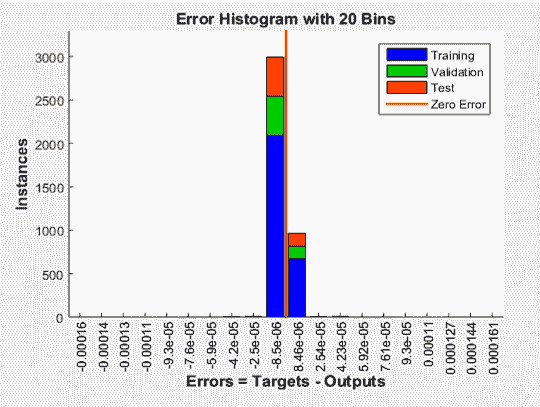 Error Histogram with 20 Bins
Training
Validation
Test
Zero Error
Instances
3000
2500
2000
1500
1000
500
0
-0.00016
-0.00014
-0.00013
-0.00011
-9.3e-05
-7.6e-05
-5.9e-05
-4.2e-05
-2.5e-05
-8.5e-06
8.46e-06
2.54e-05
4.23e-05
5.92e-05
7.61e-05
9.3e-05
0.00011
0.000127
0.000144
0.000161
Errors = Targets - Outputs